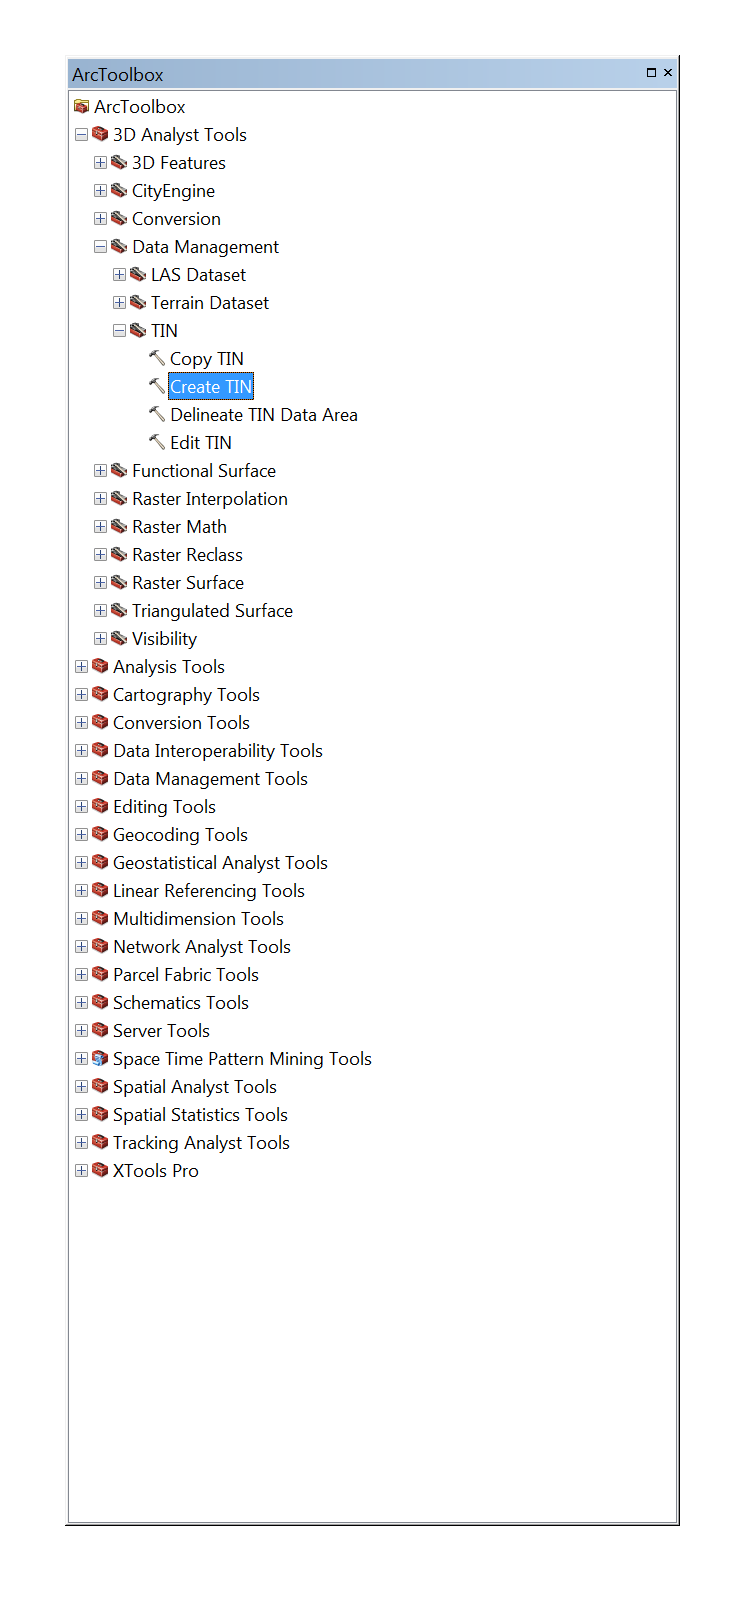 ArcToolbox
ArcToolbox
3D Analyst Tools
3D Features
CityEngine
Conversion
Data Management
LAS Dataset
Terrain Dataset
TIN
Copy TIN
Create TIN
Delineate TIN Data Area
Edit TIN
Functional Surface
Raster Interpolation
Raster Math
Raster Reclass
Raster Surface
Triangulated Surface
Visibility
Analysis Tools
Cartography Tools
Conversion Tools
Data Interoperability Tools
Data Management Tools
Editing Tools
Geocoding Tools
Geostatistical Analyst Tools
Linear Referencing Tools
Multidimension Tools
Network Analyst Tools
Parcel Fabric Tools
Schematics Tools
Server Tools
Space Time Pattern Mining Tools
Spatial Analyst Tools
Spatial Statistics Tools
Tracking Analyst Tools
XTools Pro